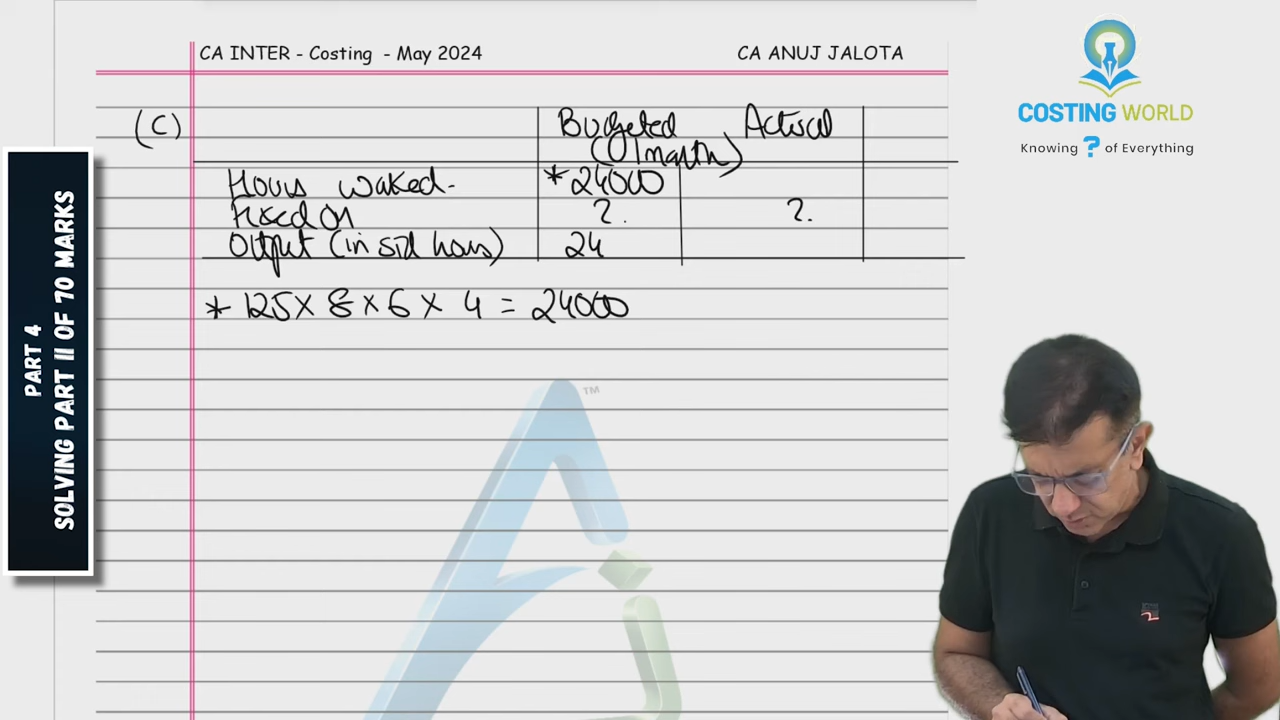 CA INTER - Costing - May 2024 CA ANUJ JALOTA
COSTING WORLD
Knowing ? of Everything
PART 4
SOLVING PART II OF 70 MARKS
(C) Budgeted Actual
(1 month)
Hours worked. *24000
Fixed OH ? ?
Output (in std hours) 24
* 125 × 8 × 6 × 4 = 24000
TM